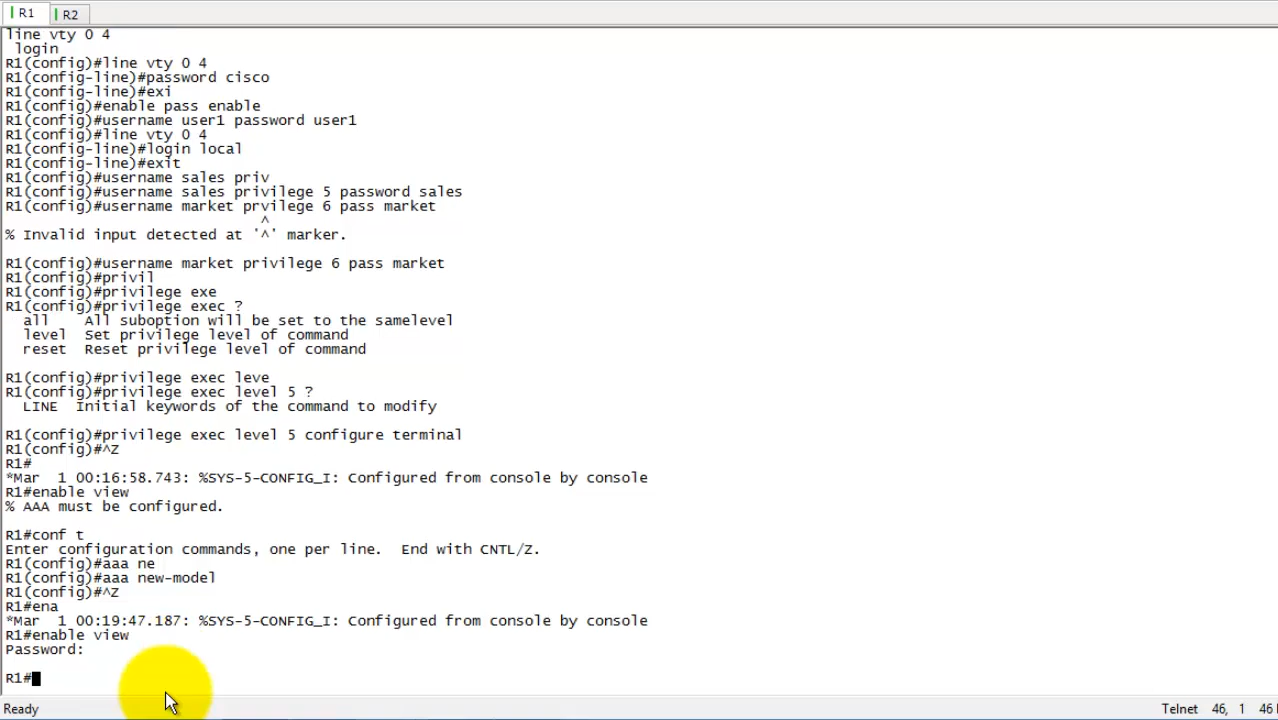 R1
R2
line vty 0 4
 login
R1(config)#line vty 0 4
R1(config-line)#password cisco
R1(config-line)#exi
R1(config)#enable pass enable
R1(config)#username user1 password user1
R1(config)#line vty 0 4
R1(config-line)#login local
R1(config-line)#exit
R1(config)#username sales priv
R1(config)#username sales privilege 5 password sales
R1(config)#username market prvilege 6 pass market
                             ^
% Invalid input detected at '^' marker.
R1(config)#username market privilege 6 pass market
R1(config)#privil
R1(config)#privilege exe
R1(config)#privilege exec ?
  all    All suboption will be set to the samelevel
  level  Set privilege level of command
  reset  Reset privilege level of command
R1(config)#privilege exec leve
R1(config)#privilege exec level 5 ?
  LINE  Initial keywords of the command to modify
R1(config)#privilege exec level 5 configure terminal
R1(config)#^Z
R1#
*Mar  1 00:16:58.743: %SYS-5-CONFIG_I: Configured from console by console
R1#enable view
% AAA must be configured.
R1#conf t
Enter configuration commands, one per line.  End with CNTL/Z.
R1(config)#aaa ne
R1(config)#aaa new-model
R1(config)#^Z
R1#ena
*Mar  1 00:19:47.187: %SYS-5-CONFIG_I: Configured from console by console
R1#enable view
Password:
R1#
Ready
Telnet
46, 1
46